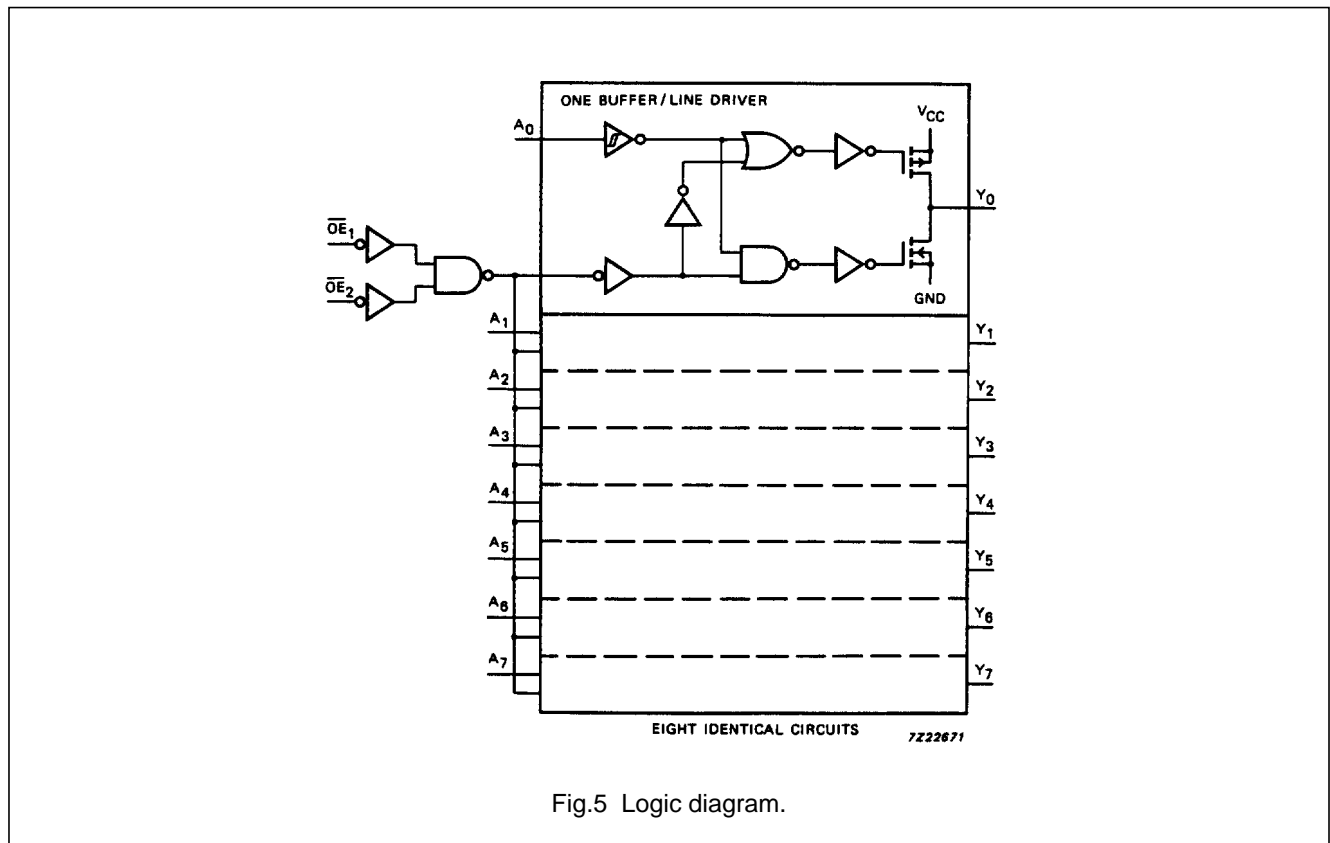 ONE BUFFER/LINE DRIVER
VCC
A0
Y0
OE1
OE2
GND
A1
Y1
A2
Y2
A3
Y3
A4
Y4
A5
Y5
A6
Y6
A7
Y7
EIGHT IDENTICAL CIRCUITS
7Z22671
Fig.5 Logic diagram.